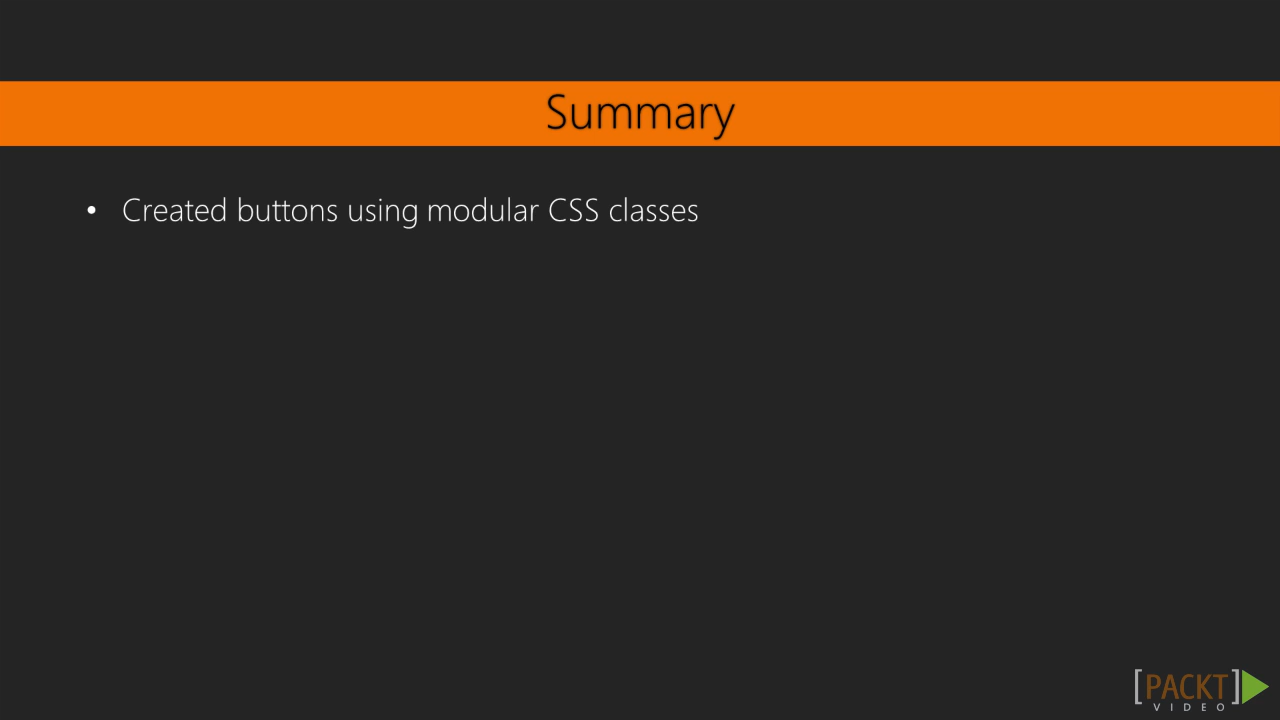 Summary
• Created buttons using modular CSS classes
[PACKT]
VIDEO